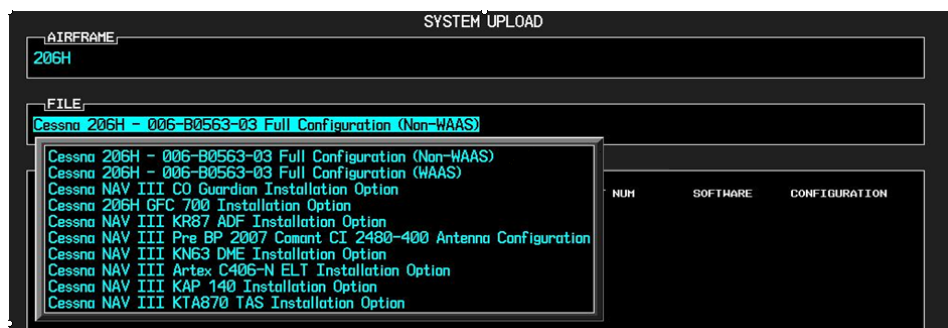 SYSTEM UPLOAD
AIRFRAME
206H
FILE
Cessna 206H - 006-B0563-03 Full Configuration (Non-WAAS)
Cessna 206H - 006-B0563-03 Full Configuration (Non-WAAS)
Cessna 206H - 006-B0563-03 Full Configuration (WAAS)
Cessna NAV III CO Guardian Installation Option
Cessna 206H GFC 700 Installation Option
Cessna NAV III KR87 ADF Installation Option
Cessna NAV III Pre BP 2007 Comant CI 2480-400 Antenna Configuration
Cessna NAV III KN63 DME Installation Option
Cessna NAV III Artex C406-N ELT Installation Option
Cessna NAV III KAP 140 Installation Option
Cessna NAV III KTA870 TAS Installation Option
NUM SOFTWARE CONFIGURATION